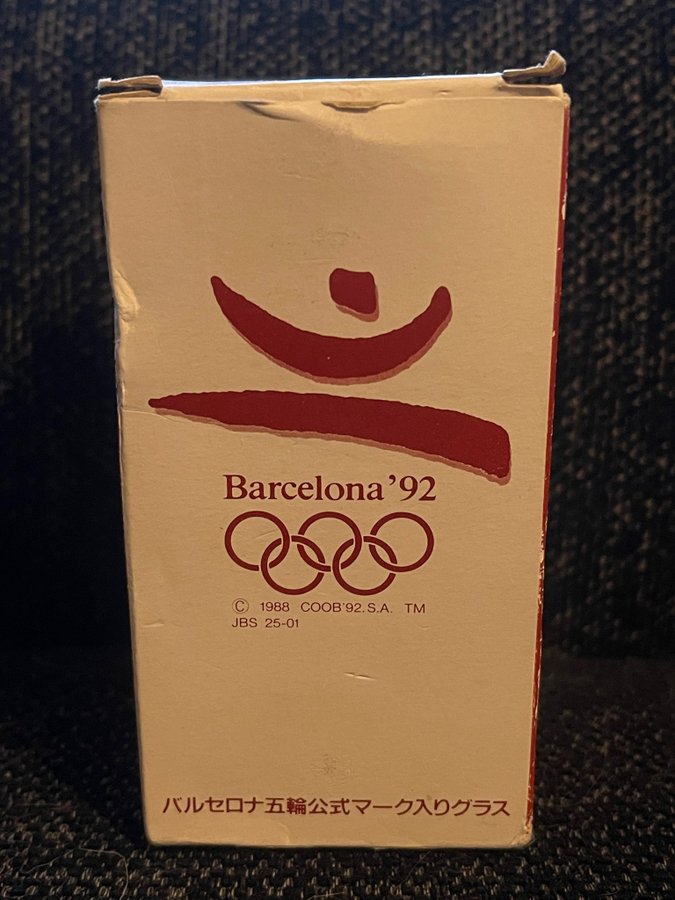 Barcelona '92
© 1988 COOB'92.S.A. TM
JBS 25-01
バルセロナ五輪公式マーク入りグラス